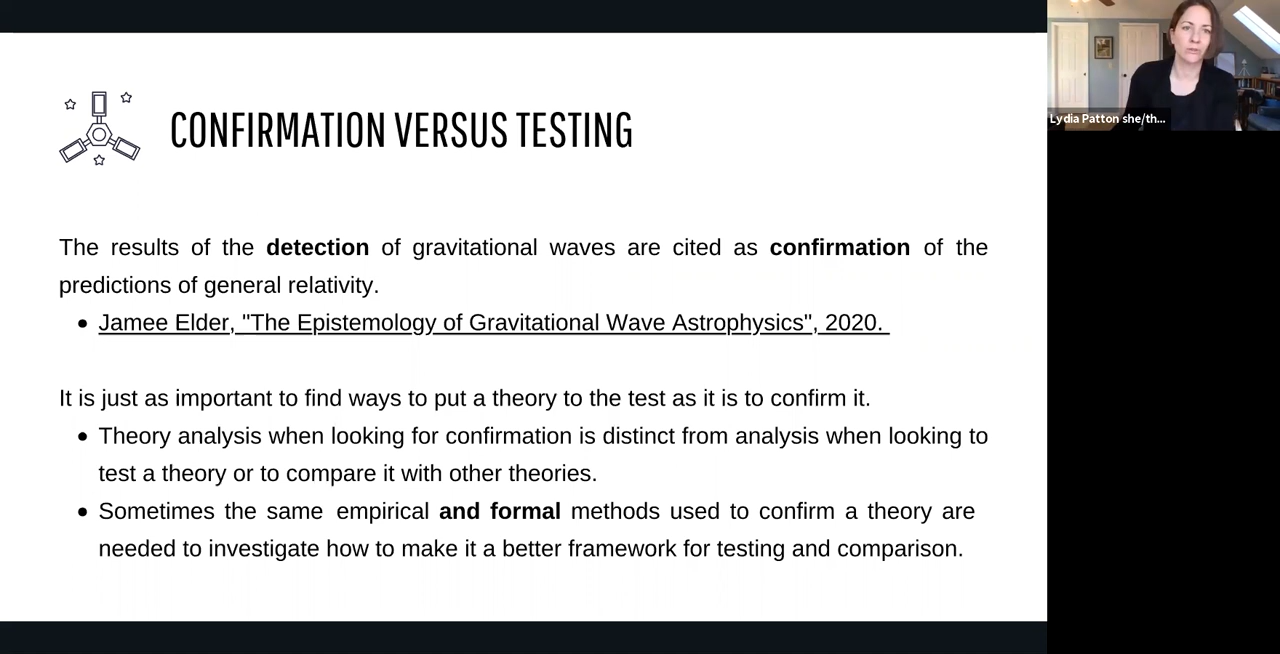 CONFIRMATION VERSUS TESTING
The results of the detection of gravitational waves are cited as confirmation of the
predictions of general relativity.
• Jamee Elder, "The Epistemology of Gravitational Wave Astrophysics", 2020.
It is just as important to find ways to put a theory to the test as it is to confirm it.
• Theory analysis when looking for confirmation is distinct from analysis when looking to
test a theory or to compare it with other theories.
• Sometimes the same empirical and formal methods used to confirm a theory are
needed to investigate how to make it a better framework for testing and comparison.
Lydia Patton she/th...